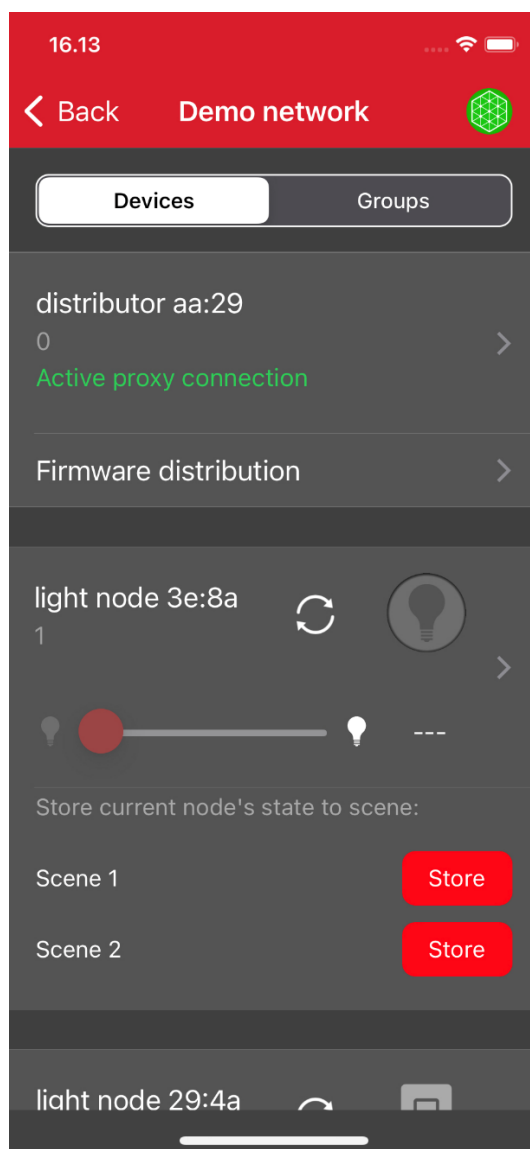 16.13
Back
Demo network
Devices
Groups
distributor aa:29
0
Active proxy connection
Firmware distribution
light node 3e:8a
1
---
Store current node's state to scene:
Scene 1
Store
Scene 2
Store
light node 29:4a